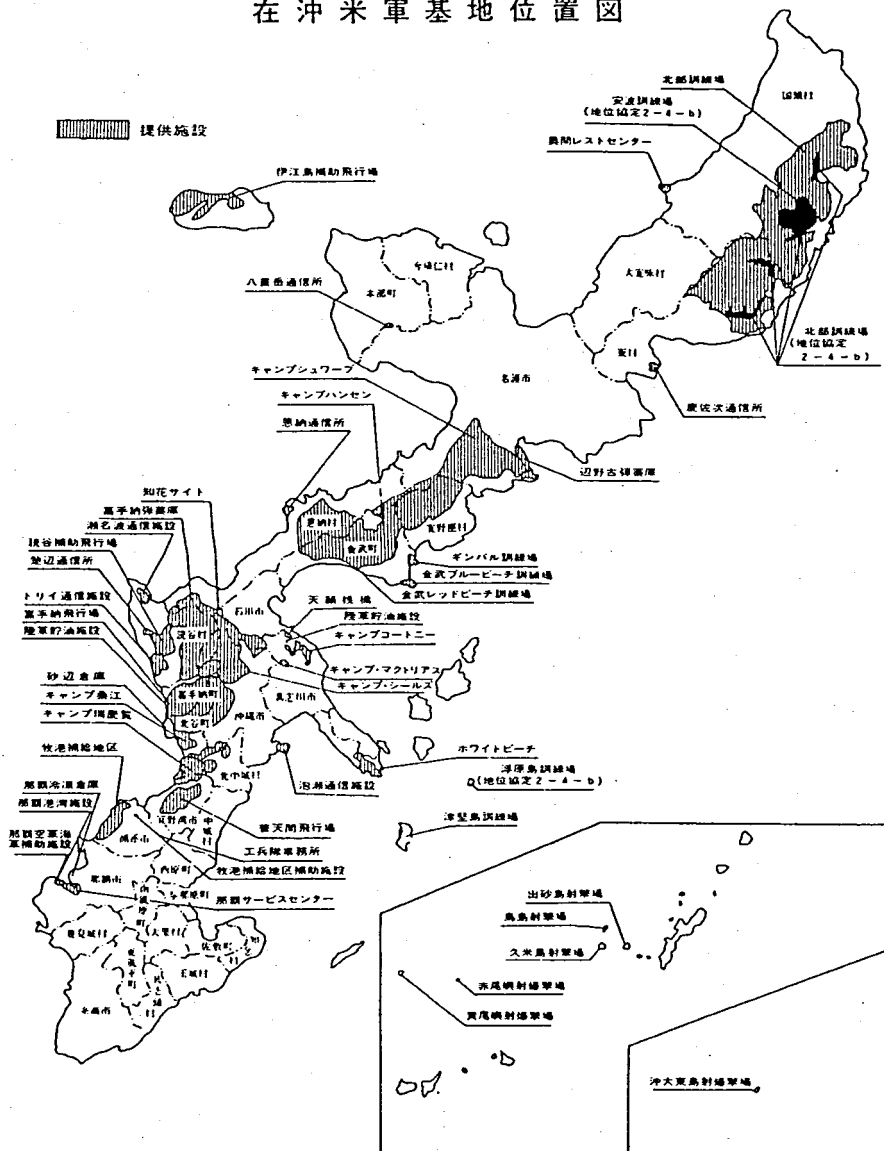 在沖米軍基地位置図
提供施設
北部訓練場
安波訓練場
(地位協定2-4-b)
国頭村
奥間レストセンター
伊江島補助飛行場
今帰仁村
本部町
大宜味村
八重岳通信所
北部訓練場
(地位協定
2-4-b)
東村
キャンプシュワープ
名護市
キャンプハンセン
慶佐次通信所
恩納通信所
辺野古弾薬庫
知花サイト
嘉手納弾薬庫
瀬名波通信施設
恩納村
宜野座村
金武町
読谷補助飛行場
楚辺通信所
ギンバル訓練場
金武ブルービーチ訓練場
金武レッドビーチ訓練場
トリイ通信施設
嘉手納飛行場
陸軍貯油施設
石川市
天願桟橋
陸軍貯油施設
キャンプコートニー
読谷村
キャンプ・マクトリアス
キャンプ・シールズ
砂辺倉庫
キャンプ桑江
キャンプ瑞慶覧
嘉手納町
具志川市
北谷町
沖縄市
牧港補給地区
ホワイトビーチ
北中城村
泡瀬通信施設
浮原島訓練場
(地位協定2-4-b)
那覇冷凍倉庫
那覇港湾施設
那覇空軍海
軍補助施設
宜野湾市
中城村
普天間飛行場
津堅島訓練場
浦添市
工兵隊事務所
西原町
牧港補給地区補助施設
那覇市
与那原町
南風原町
那覇サービスセンター
出砂島射撃場
鳥島射撃場
久米島射撃場
豊見城村
大里村
佐敷町
知念村
東風平町
玉城村
具志頭村
糸満市
赤尾嶼射爆撃場
黄尾嶼射爆撃場
沖大東島射爆撃場